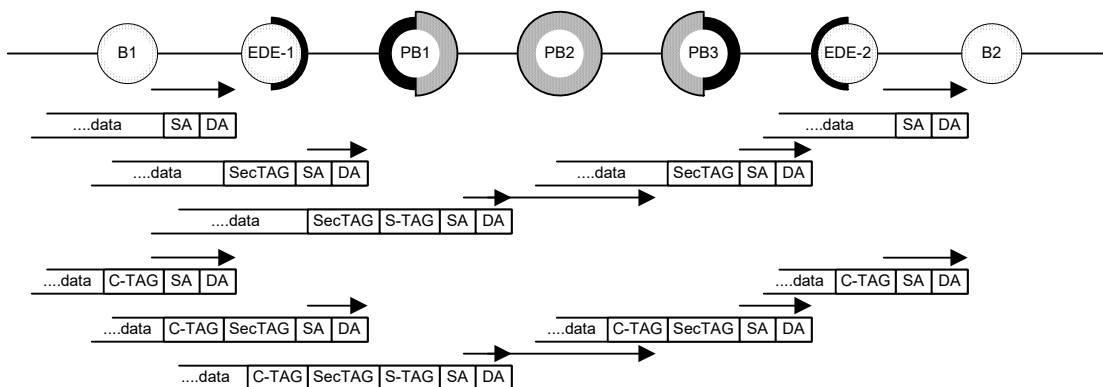 B1 EDE-1 PB1 PB2 PB3 EDE-2 B2
....data SA DA ....data SA DA
....data SecTAG SA DA ....data SecTAG SA DA
....data SecTAG S-TAG SA DA
....data C-TAG SA DA ....data C-TAG SA DA
....data C-TAG SecTAG SA DA ....data C-TAG SecTAG SA DA
....data C-TAG SecTAG S-TAG SA DA